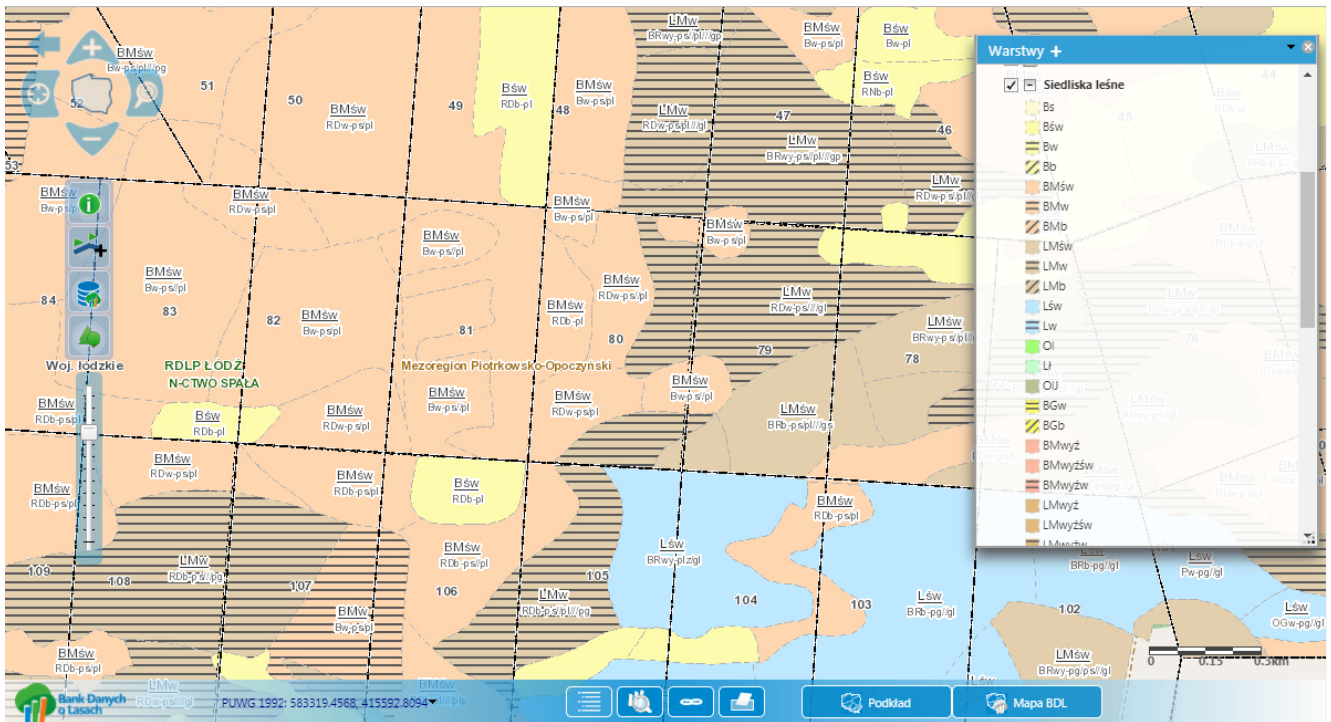 LMw
BRwy-ps/pl///gp
BMśw
Bw-ps/pl
Bśw
Bw-pl
BMśw
Bw-ps/pl///pg
Warstwy +
Siedliska leśne
Bs
Bśw
Bw
Bb
BMśw
BMw
BMb
LMśw
LMw
LMb
Lśw
Lw
Ol
Lł
OlJ
BGw
BGb
BMwyż
BMwyżśw
BMwyżw
LMwyż
LMwyżśw
LMwyżw
51
52
50
49
48
47
46
45
44
53
BMśw
RDw-ps/pl
Bśw
RDb-pl
BMśw
Bw-ps/pl
LMw
RDw-ps/pl///gl
Bśw
RNb-pl
LMw
BRwy-ps//pl///gp
LMw
BMśw
BMśw
RDw-ps/pl
BMśw
Bw-ps/pl
BMśw
Bw-ps/pl
BMśw
Bw-ps//pl
BMśw
Bw-ps//pl
BMśw
RDw-ps//pl
LMw
RDw-ps///gl
84
83
82
BMśw
Bw-ps/pl
81
BMśw
RDb-pl
80
79
LMśw
78
77
76
Woj. łódzkie
RDLP ŁÓDŹ
N-CTWO SPAŁA
Mezoregion Piotrkowsko-Opoczyński
BMśw
RDb-ps/pl
Bśw
RDb-pl
BMśw
RDw-ps/pl
BMśw
Bw-ps//pl
BMśw
RDw-ps/pl
BMśw
Bw-ps//pl
LMśw
BRb-ps/pl///gs
BMśw
RDb-ps/pl
BMśw
RDw-ps/pl
BMśw
RDb-ps/pl
Bśw
RDb-pl
BMśw
RDb-ps/pl
109
108
LMw
RDb-ps///pg
107
BMw
Bw-ps/pl
BMśw
RDb-ps//pl
106
105
LMw
RDb-ps/pl///pg
Lśw
BRwy-plz/gl
104
103
Lśw
BRb-pg//gl
Lśw
BRb-pg//gl
Lśw
Pw-pg//gl
102
Lśw
OGw-pg//gl
LMśw
BRwy-pg/ps//gl
BMśw
RDb-ps/pl
0 0.15 0.3km
LMw
Lśw
Bank Danych
o Lasach
PUWG 1992: 583319.4568, 415592.8094
Podkład
Mapa BDL